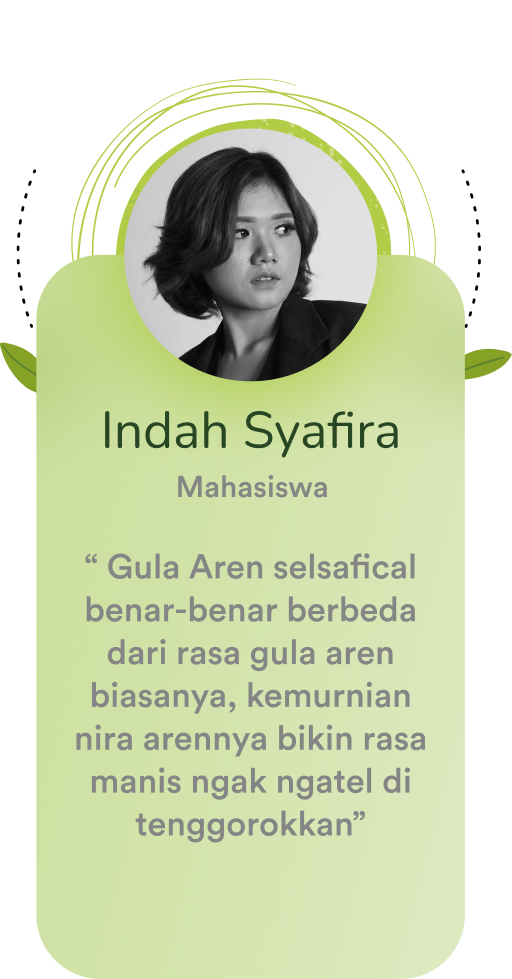 Indah Syafira
Mahasiswa
“ Gula Aren selsafical
benar-benar berbeda
dari rasa gula aren
biasanya, kemurnian
nira arennya bikin rasa
manis ngak ngatel di
tenggorokkan”